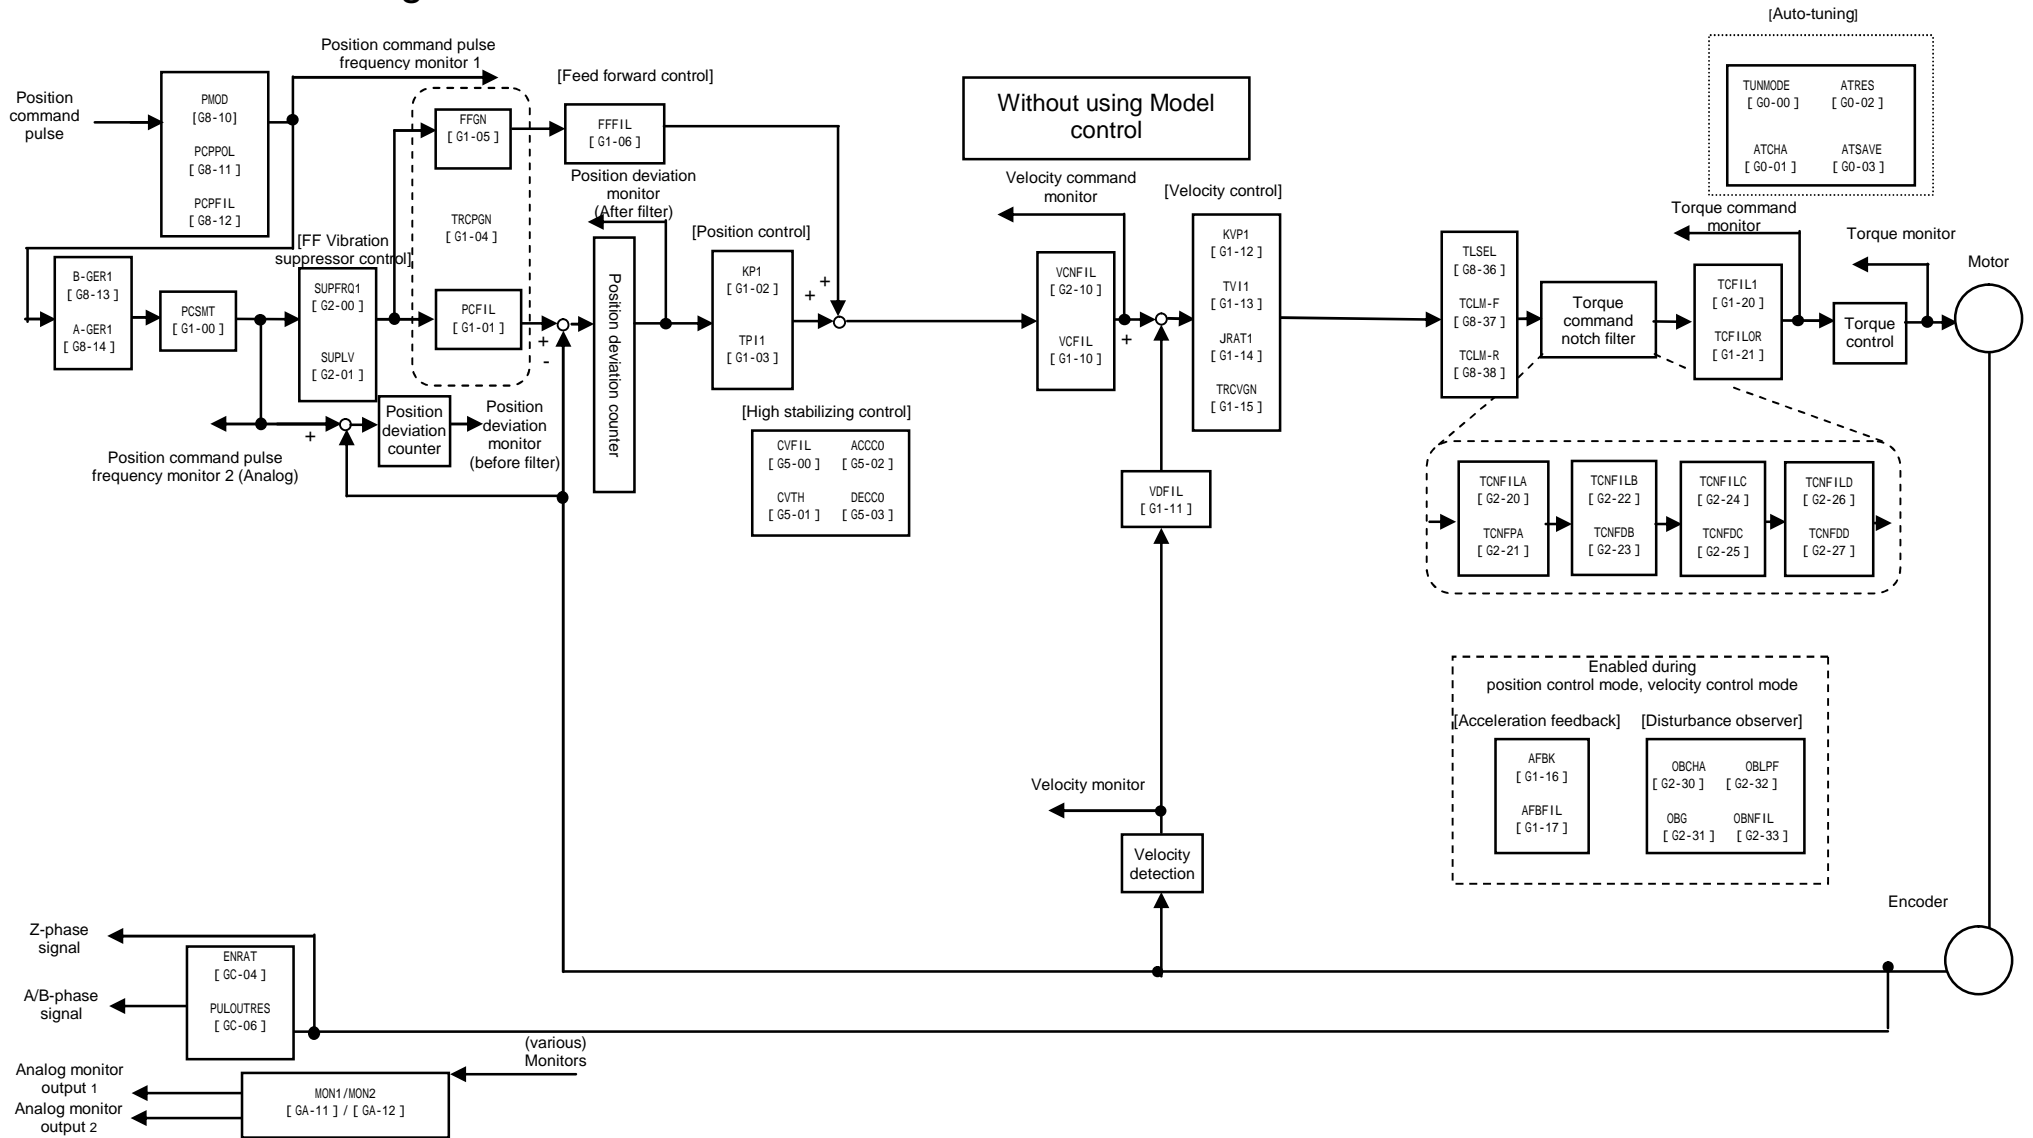 [Auto-tuning]
Position command pulse
frequency monitor 1
[Feed forward control]
Without using Model
control
TUNMODE
[G0-00]
ATRES
[G0-02]
ATCHA
[G0-01]
ATSAVE
[G0-03]
Position
command
pulse
PMOD
[G8-10]
PCPPOL
[G8-11]
PCPFIL
[G8-12]
FFGN
[G1-05]
FFFIL
[G1-06]
TRCPGN
[G1-04]
Position deviation
monitor
(After filter)
Velocity command
monitor
[Velocity control]
Torque command
monitor
Torque monitor
Motor
[FF Vibration
suppressor control]
[Position control]
B-GER1
[G8-13]
A-GER1
[G8-14]
PCSMT
[G1-00]
SUPFRQ1
[G2-00]
SUPLV
[G2-01]
PCFIL
[G1-01]
+
-
Position deviation counter
KP1
[G1-02]
TPI1
[G1-03]
+
+
VCNFIL
[G2-10]
VCFIL
[G1-10]
+
KVP1
[G1-12]
TVI1
[G1-13]
JRAT1
[G1-14]
TRCVGN
[G1-15]
TLSEL
[G8-36]
TCLM-F
[G8-37]
TCLM-R
[G8-38]
Torque
command
notch filter
TCFIL1
[G1-20]
TCFILOR
[G1-21]
Torque
control
Position command pulse
frequency monitor 2 (Analog)
+
Position
deviation
counter
Position
deviation
monitor
(before filter)
[High stabilizing control]
CVFIL
[G5-00]
ACCC0
[G5-02]
CVTH
[G5-01]
DECC0
[G5-03]
VDFIL
[G1-11]
TCNFILA
[G2-20]
TCNFPA
[G2-21]
TCNFILB
[G2-22]
TCNFDB
[G2-23]
TCNFILC
[G2-24]
TCNFDC
[G2-25]
TCNFILD
[G2-26]
TCNFDD
[G2-27]
Enabled during
position control mode, velocity control mode
[Acceleration feedback]
[Disturbance observer]
AFBK
[G1-16]
AFBFIL
[G1-17]
OBCHA
[G2-30]
OBLPF
[G2-32]
OBG
[G2-31]
OBNFIL
[G2-33]
Velocity monitor
Velocity
detection
Encoder
Z-phase
signal
A/B-phase
signal
ENRAT
[GC-04]
PULOUTRES
[GC-06]
(various)
Monitors
Analog monitor
output 1
Analog monitor
output 2
MON1/MON2
[GA-11] / [GA-12]